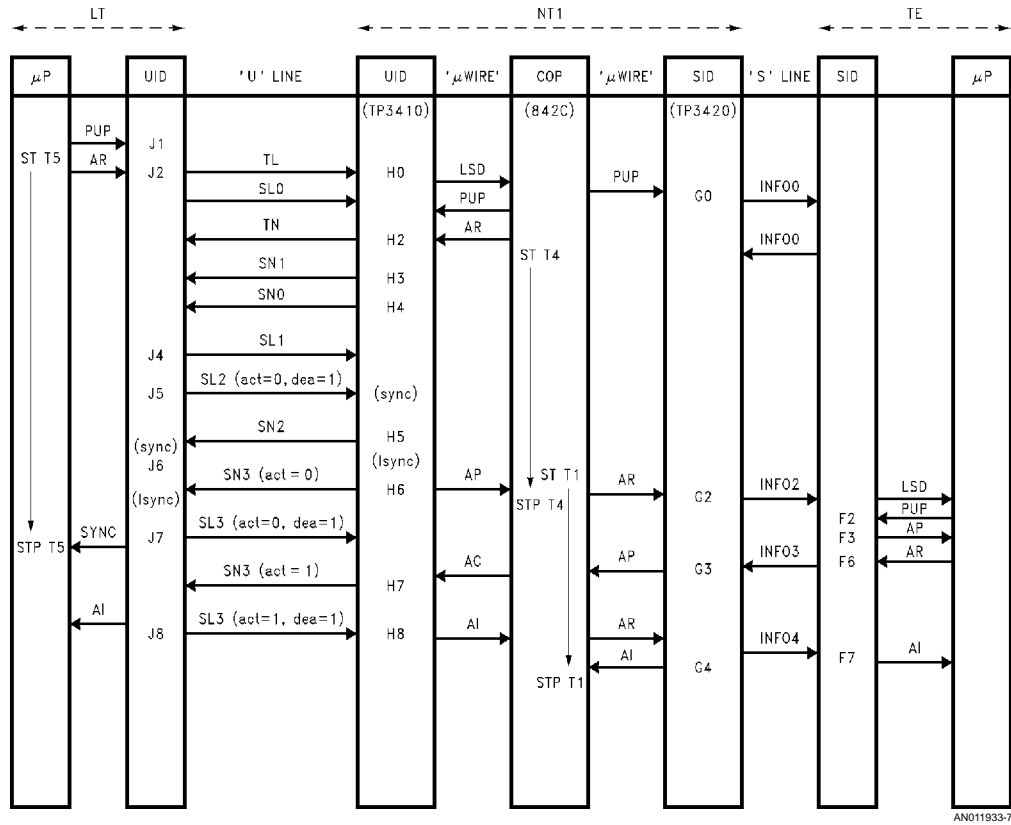 LT NT1 TE
μP UID 'U' LINE UID 'μWIRE' COP 'μWIRE' SID 'S' LINE SID μP
(TP3410) (842C) (TP3420)
PUP J1
ST T5 AR J2 TL H0 LSD PUP G0 INFO0
SL0 PUP
TN H2 AR ST T4 INFO0
SN1 H3
SN0 H4
J4 SL1
J5 SL2 (act=0,dea=1) (sync)
(sync) SN2 H5
J6 (Isync)
(Isync) SN3 (act = 0) H6 AP ST T1 AR G2 INFO2 LSD
STP T4 F2 PUP
STP T5 SYNC J7 SL3 (act=0, dea=1) F3 AP
SN3 (act = 1) H7 AC AP G3 INFO3 F6 AR
AI J8 SL3 (act=1, dea=1) H8 AI AR INFO4
STP T1 AI G4 F7 AI
AN011933-7